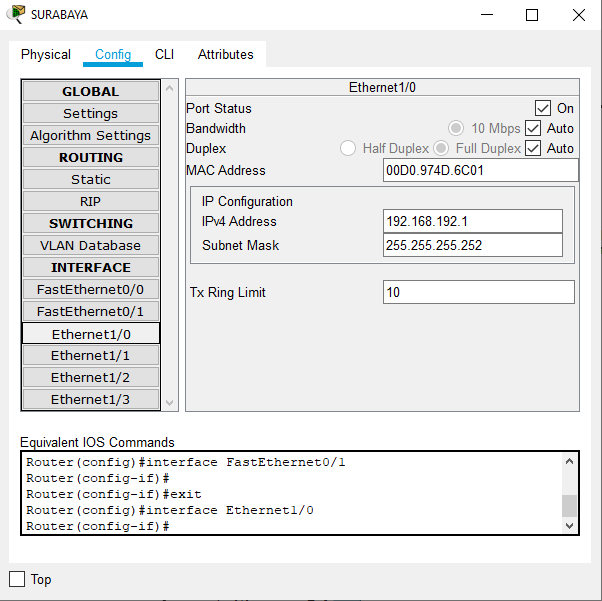 SURABAYA
Physical Config CLI Attributes
GLOBAL
Settings
Algorithm Settings
ROUTING
Static
RIP
SWITCHING
VLAN Database
INTERFACE
FastEthernet0/0
FastEthernet0/1
Ethernet1/0
Ethernet1/1
Ethernet1/2
Ethernet1/3
Ethernet1/0
Port Status On
Bandwidth 10 Mbps Auto
Duplex Half Duplex Full Duplex Auto
MAC Address 00D0.974D.6C01
IP Configuration
IPv4 Address 192.168.192.1
Subnet Mask 255.255.255.252
Tx Ring Limit 10
Equivalent IOS Commands
Router(config)#interface FastEthernet0/1
Router(config-if)#
Router(config-if)#exit
Router(config)#interface Ethernet1/0
Router(config-if)#
Top